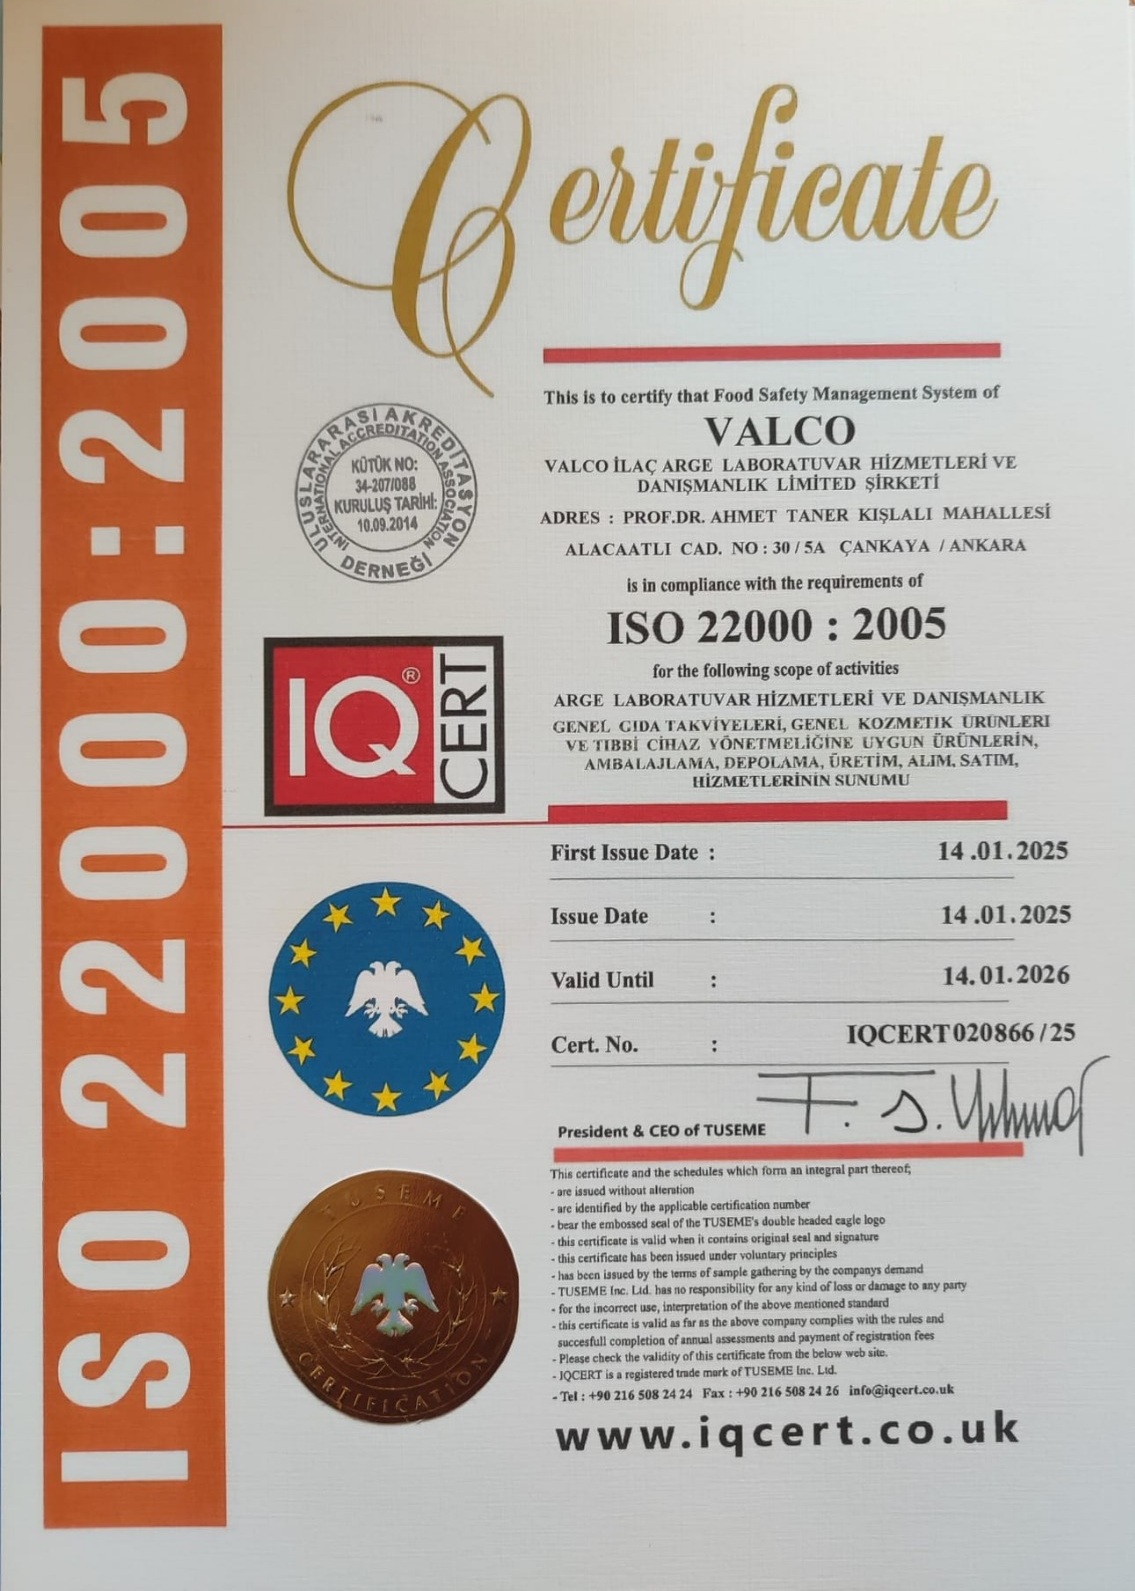 ISO 22000:2005
Certificate
This is to certify that Food Safety Management System of
VALCO
VALCO İLAÇ ARGE LABORATUVAR HİZMETLERİ VE
DANIŞMANLIK LİMİTED ŞİRKETİ
ADRES : PROF.DR. AHMET TANER KIŞLALI MAHALLESİ
ALACAATLI CAD. NO : 30 / 5A ÇANKAYA / ANKARA
is in compliance with the requirements of
ISO 22000 : 2005
for the following scope of activities
ARGE LABORATUVAR HİZMETLERİ VE DANIŞMANLIK
GENEL GIDA TAKVİYELERİ, GENEL KOZMETİK ÜRÜNLERI
VE TIBBİ CİHAZ YÖNETMELİĞİNE UYGUN ÜRÜNLERİN,
AMBALAJLAMA, DEPOLAMA, ÜRETİM, ALIM, SATIM,
HİZMETLERİNİN SUNUMU
ULUSLARARASI AKREDİTASYON DERNEĞİ
INTERNATIONAL ACCREDITATION ASSOCIATION
KÜTÜK NO:
34-207/088
KURULUŞ TARİHİ:
10.09.2014
IQ®
CERT
First Issue Date : 14.01.2025
Issue Date : 14.01.2025
Valid Until : 14.01.2026
Cert. No. : IQCERT020866/25
President & CEO of TUSEME
TUSEME
CERTIFICATION
This certificate and the schedules which form an integral part thereof;
- are issued without alteration
- are identified by the applicable certification number
- bear the embossed seal of the TUSEME's double headed eagle logo
- this certificate is valid when it contains original seal and signature
- this certificate has been issued under voluntary principles
- has been issued by the terms of sample gathering by the companys demand
- TUSEME Inc. Ltd. has no responsibility for any kind of loss or damage to any party
- for the incorrect use, interpretation of the above mentioned standard
- this certificate is valid as far as the above company complies with the rules and
succesfull completion of annual assessments and payment of registration fees
- Please check the validity of this certificate from the below web site.
- IQCERT is a registered trade mark of TUSEME Inc. Ltd.
- Tel : +90 216 508 24 24 Fax : +90 216 508 24 26 info@iqcert.co.uk
www.iqcert.co.uk